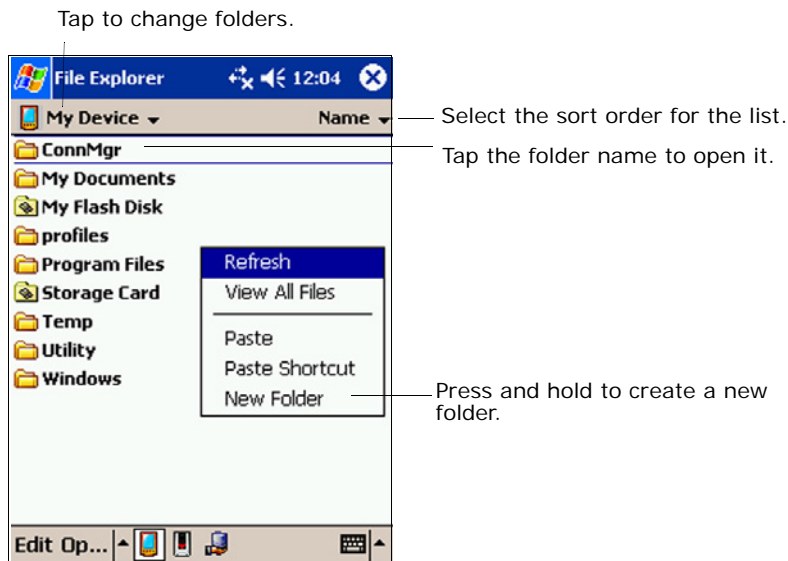 Tap to change folders.
File Explorer 12:04
My Device Name
Select the sort order for the list.
ConnMgr
Tap the folder name to open it.
My Documents
My Flash Disk
profiles
Program Files
Storage Card
Temp
Utility
Windows
Refresh
View All Files
Paste
Paste Shortcut
New Folder
Press and hold to create a new
folder.
Edit Op...